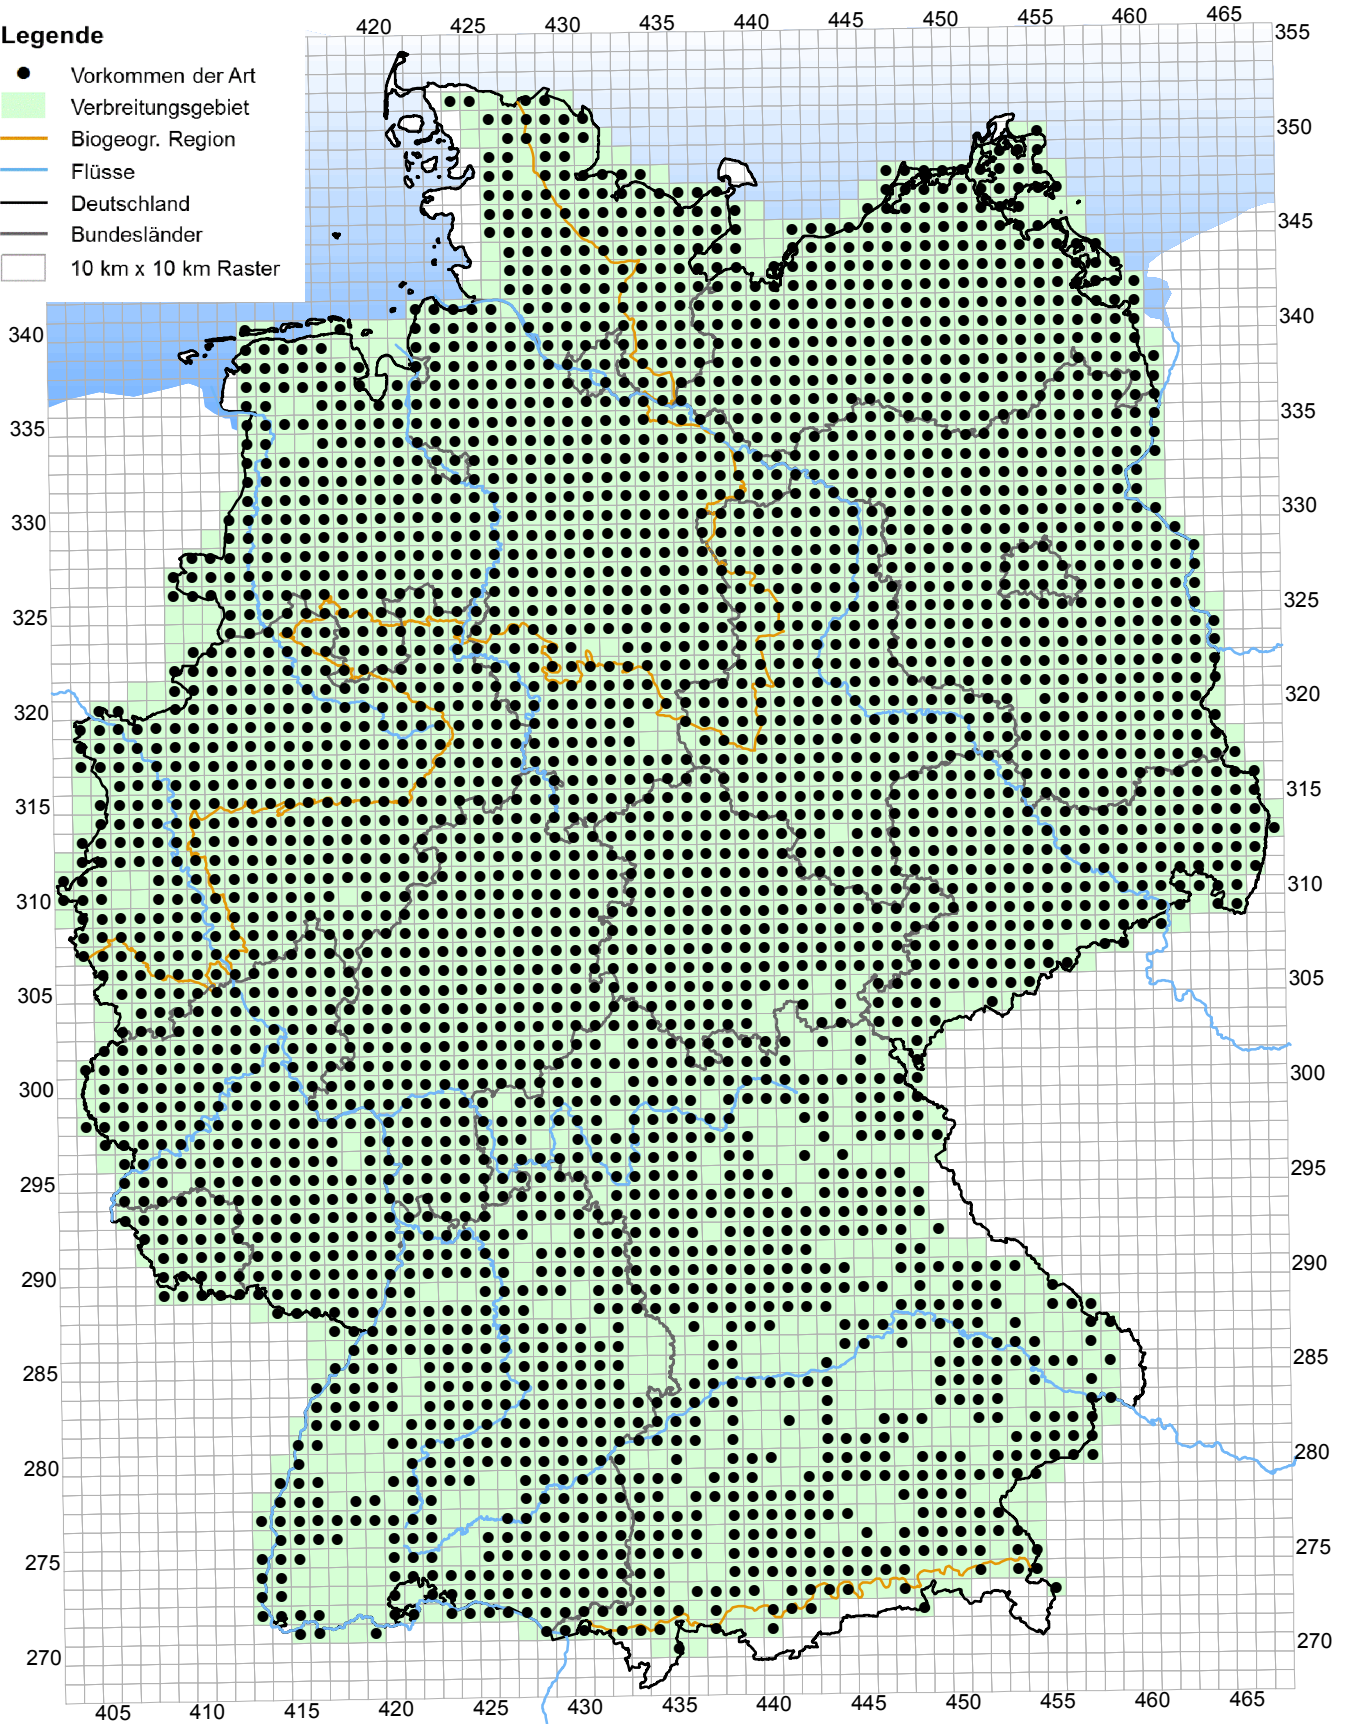 420 425 430 435 440 445 450 455 460 465
355
Legende
Vorkommen der Art
Verbreitungsgebiet
Biogeogr. Region
Flüsse
Deutschland
Bundesländer
10 km x 10 km Raster
350
345
340 340
335 335
330 330
325 325
320 320
315 315
310 310
305 305
300 300
295 295
290 290
285 285
280 280
275 275
270 270
405 410 415 420 425 430 435 440 445 450 455 460 465